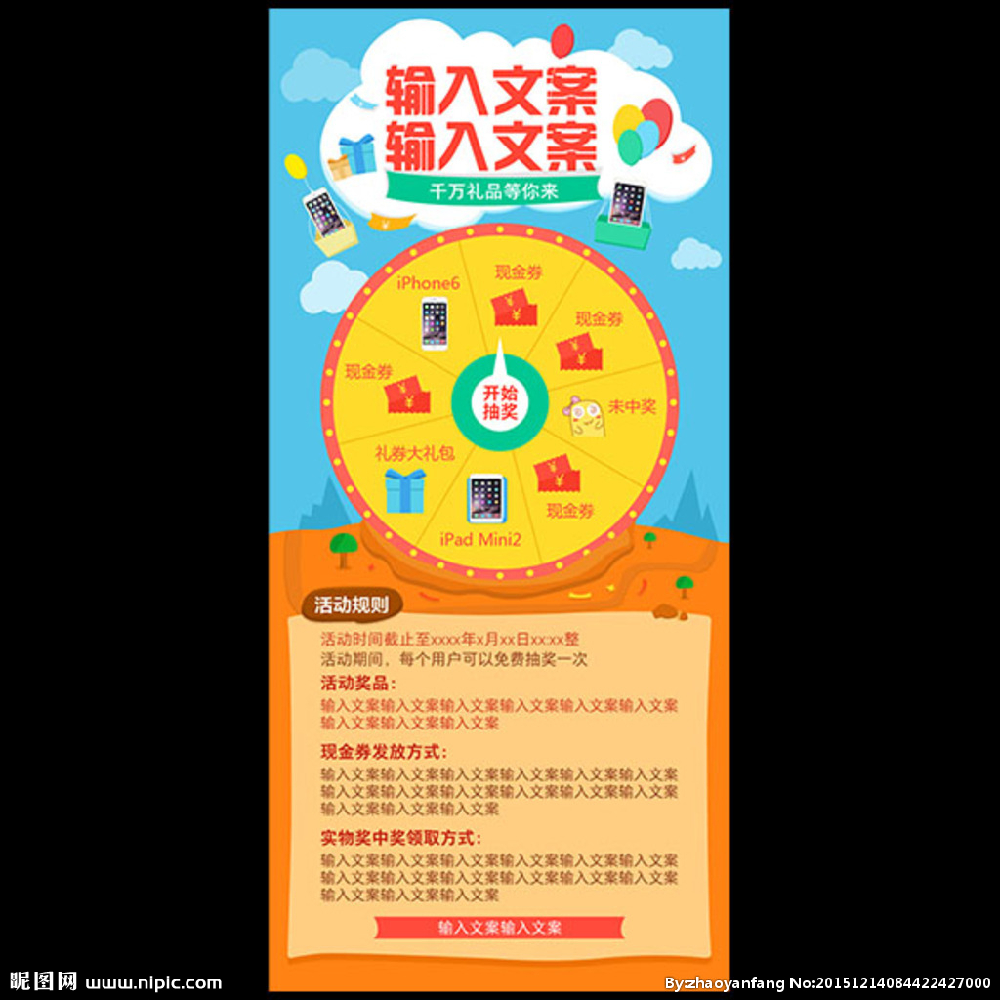 输入文案
输入文案
千万礼品等你来
iPhone6
现金券
现金券
现金券
开始
抽奖
未中奖
礼券大礼包
现金券
iPad Mini2
活动规则
活动时间截止至xxxx年x月xx日xx:xx整
活动期间，每个用户可以免费抽奖一次
活动奖品：
输入文案输入文案输入文案输入文案输入文案输入文案
输入文案输入文案输入文案
现金券发放方式：
输入文案输入文案输入文案输入文案输入文案输入文案
输入文案输入文案输入文案输入文案输入文案输入文案
输入文案输入文案输入文案
实物奖中奖领取方式：
输入文案输入文案输入文案输入文案输入文案输入文案
输入文案输入文案输入文案输入文案输入文案输入文案
输入文案输入文案输入文案
输入文案输入文案
昵图网 www.nipic.com
By:zhaoyanfang No:20151214084422427000